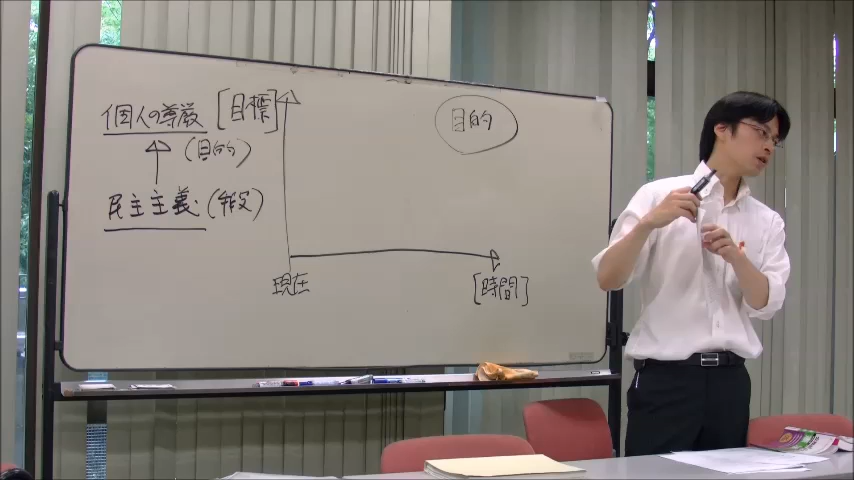 個人の尊厳 [目標]
(目的)
民主主義 (手段)
目的
現在
[時間]